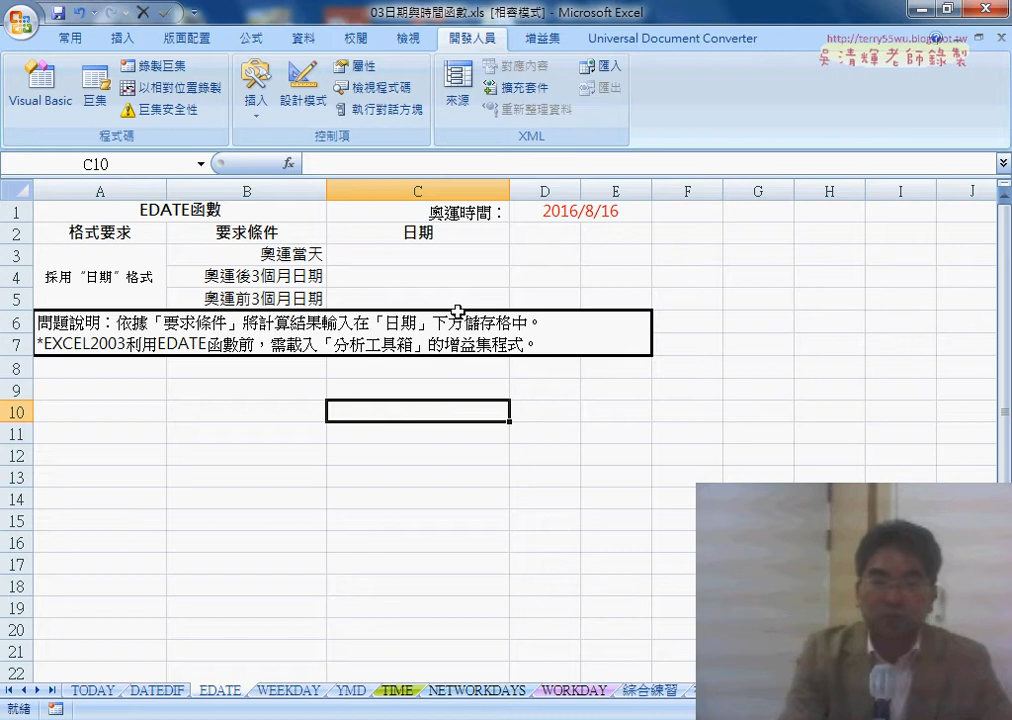 03日期與時間函數.xls [相容模式] - Microsoft Excel
常用 插入 版面配置 公式 資料 校閱 檢視 開發人員 增益集 Universal Document Converter
http://terry55wu.blogspot.tw
吳清輝老師錄製
Visual Basic
巨集
錄製巨集
以相對位置錄製
巨集安全性
程式碼
插入
設計模式
屬性
檢視程式碼
執行對話方塊
控制項
來源
對應內容
擴充套件
重新整理資料
匯入
匯出
XML
C10
fx
A B C D E F G H I J
1 EDATE函數 奧運時間： 2016/8/16
2 格式要求 要求條件 日期
3 奧運當天
4 採用 "日期" 格式 奧運後3個月日期
5 奧運前3個月日期
6 問題說明：依據「要求條件」將計算結果輸入在「日期」下方儲存格中。
7 *EXCEL2003利用EDATE函數前，需載入「分析工具箱」的增益集程式。
8
9
10
11
12
13
14
15
16
17
18
19
20
21
22
TODAY DATEDIF EDATE WEEKDAY YMD TIME NETWORKDAYS WORKDAY 綜合練習
就緒